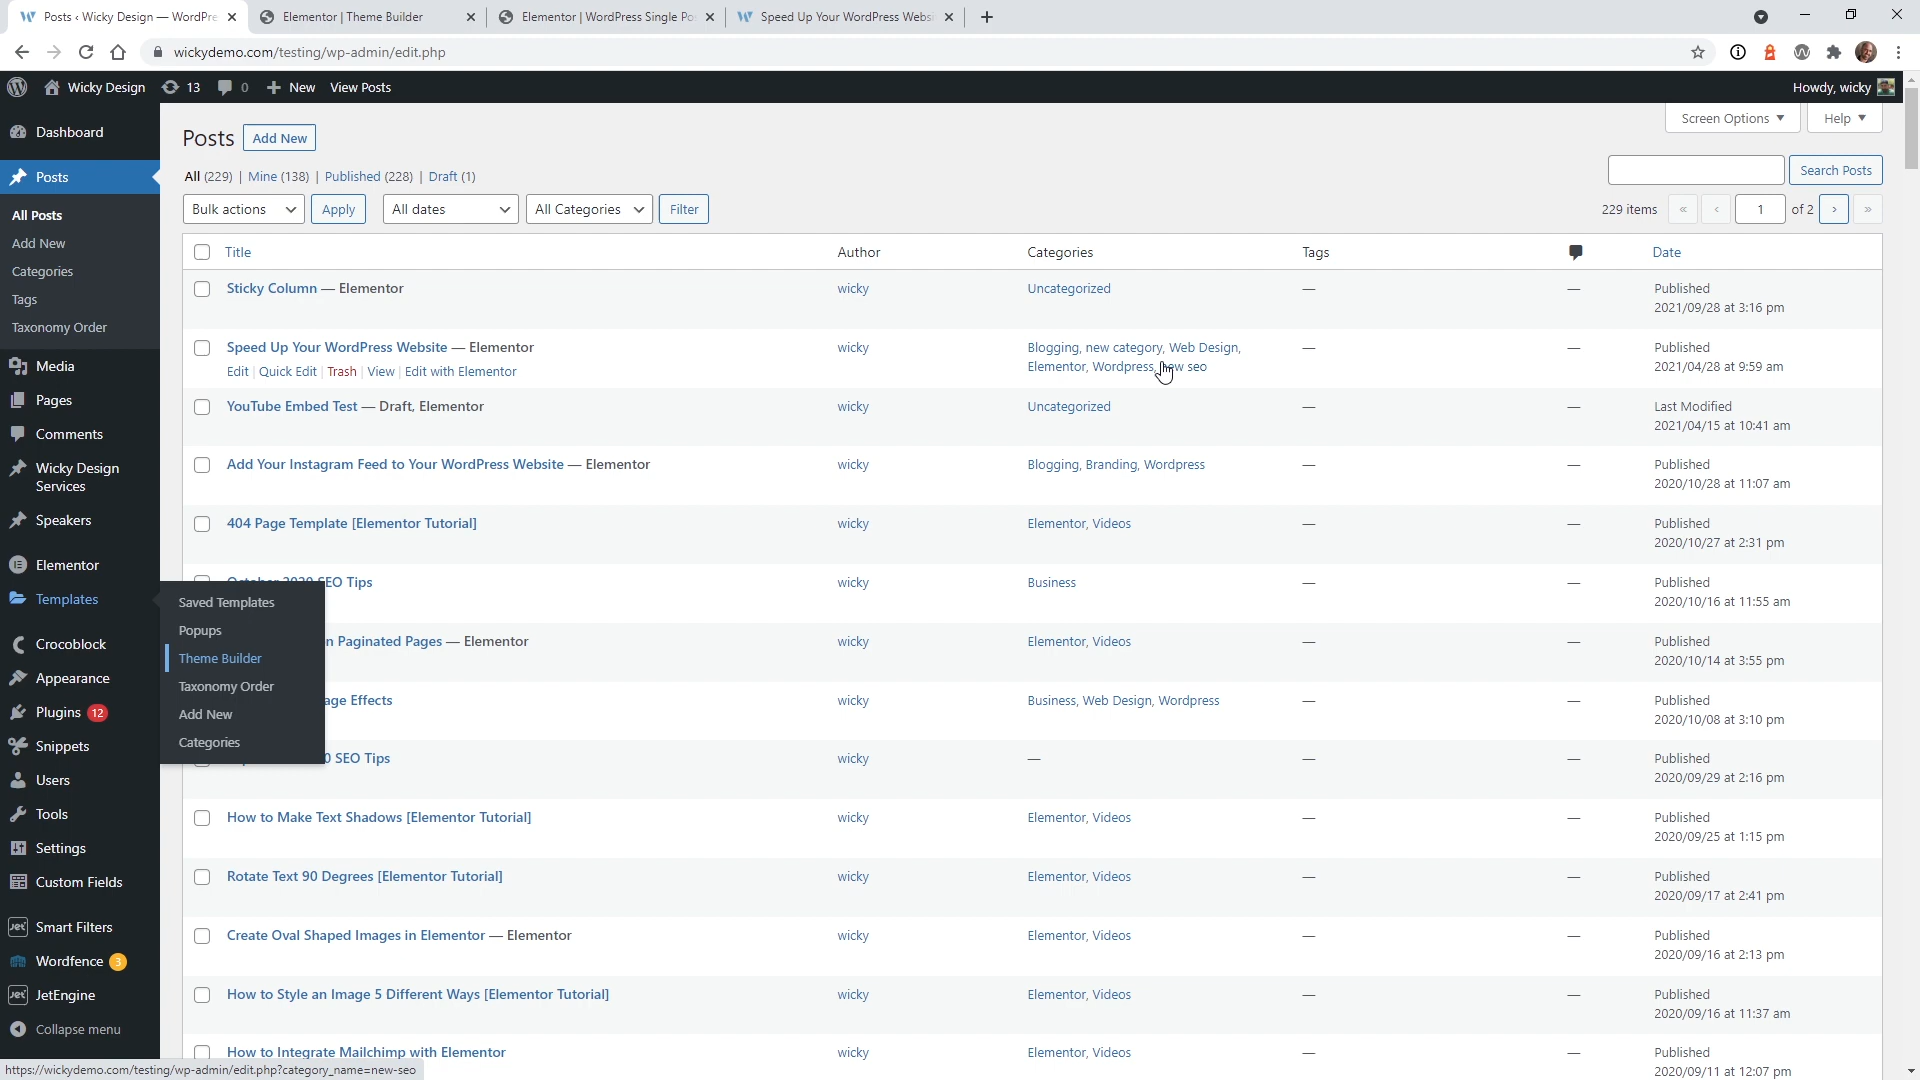 Posts ‹ Wicky Design — WordPre
Elementor | Theme Builder
Elementor | WordPress Single Pos
Speed Up Your WordPress Websi
wickydemo.com/testing/wp-admin/edit.php
Wicky Design
13
0
New
View Posts
Howdy, wicky
Screen Options
Help
Dashboard
Posts
All Posts
Add New
Categories
Tags
Taxonomy Order
Media
Pages
Comments
Wicky Design
Services
Speakers
Elementor
Templates
Crocoblock
Appearance
Plugins 12
Snippets
Users
Tools
Settings
Custom Fields
Smart Filters
Wordfence 3
JetEngine
Collapse menu
Saved Templates
Popups
Theme Builder
Taxonomy Order
Add New
Categories
Posts Add New
All (229) | Mine (138) | Published (228) | Draft (1)
Search Posts
Bulk actions Apply All dates All Categories Filter
229 items « ‹ 1 of 2 › »
Title Author Categories Tags Date
Sticky Column — Elementor wicky Uncategorized — — Published
2021/09/28 at 3:16 pm
Speed Up Your WordPress Website — Elementor wicky Blogging, new category, Web Design, — — Published
Edit | Quick Edit | Trash | View | Edit with Elementor Elementor, Wordpress, seo 2021/04/28 at 9:59 am
YouTube Embed Test — Draft, Elementor wicky Uncategorized — — Last Modified
2021/04/15 at 10:41 am
Add Your Instagram Feed to Your WordPress Website — Elementor wicky Blogging, Branding, Wordpress — — Published
2020/10/28 at 11:07 am
404 Page Template [Elementor Tutorial] wicky Elementor, Videos — — Published
2020/10/27 at 2:31 pm
October 2020 SEO Tips wicky Business — — Published
2020/10/16 at 11:55 am
n Paginated Pages — Elementor wicky Elementor, Videos — — Published
2020/10/14 at 3:55 pm
age Effects wicky Business, Web Design, Wordpress — — Published
2020/10/08 at 3:10 pm
0 SEO Tips wicky — — — Published
2020/09/29 at 2:16 pm
How to Make Text Shadows [Elementor Tutorial] wicky Elementor, Videos — — Published
2020/09/25 at 1:15 pm
Rotate Text 90 Degrees [Elementor Tutorial] wicky Elementor, Videos — — Published
2020/09/17 at 2:41 pm
Create Oval Shaped Images in Elementor — Elementor wicky Elementor, Videos — — Published
2020/09/16 at 2:13 pm
How to Style an Image 5 Different Ways [Elementor Tutorial] wicky Elementor, Videos — — Published
2020/09/16 at 11:37 am
How to Integrate Mailchimp with Elementor wicky Elementor, Videos — — Published
2020/09/11 at 12:07 pm
https://wickydemo.com/testing/wp-admin/edit.php?category_name=new-seo